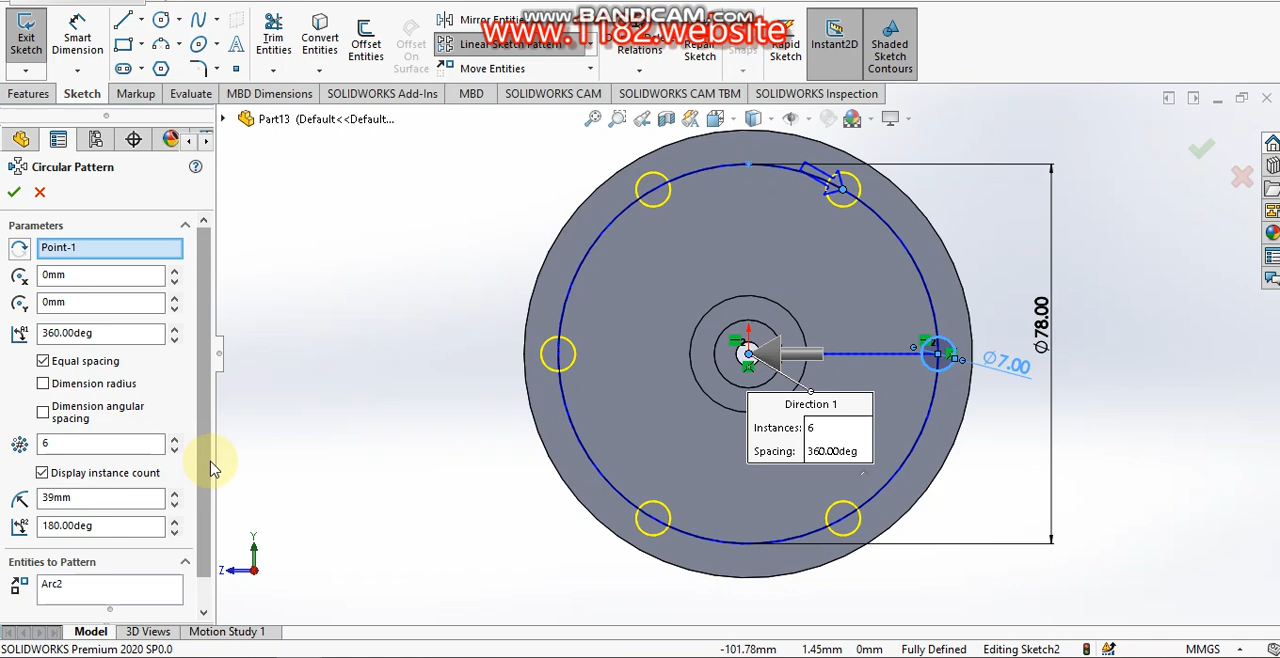 www.BANDICAM.com
www.1182.website
Exit Sketch
Smart Dimension
Trim Entities
Convert Entities
Offset Entities
Offset On Surface
Mirror Entities
Linear Sketch Pattern
Move Entities
Relations
Repair Sketch
Snaps
Rapid Sketch
Instant2D
Shaded Sketch Contours
Features
Sketch
Markup
Evaluate
MBD Dimensions
SOLIDWORKS Add-Ins
MBD
SOLIDWORKS CAM
SOLIDWORKS CAM TBM
SOLIDWORKS Inspection
Part13 (Default<<Default...
Circular Pattern
Parameters
Point-1
0mm
0mm
360.00deg
Equal spacing
Dimension radius
Dimension angular
spacing
6
Display instance count
39mm
180.00deg
Entities to Pattern
Arc2
Ø78.00
Ø7.00
Direction 1
Instances: 6
Spacing: 360.00deg
Y
Z
Model
3D Views
Motion Study 1
SOLIDWORKS Premium 2020 SP0.0
-101.78mm
1.45mm
0mm
Fully Defined
Editing Sketch2
MMGS